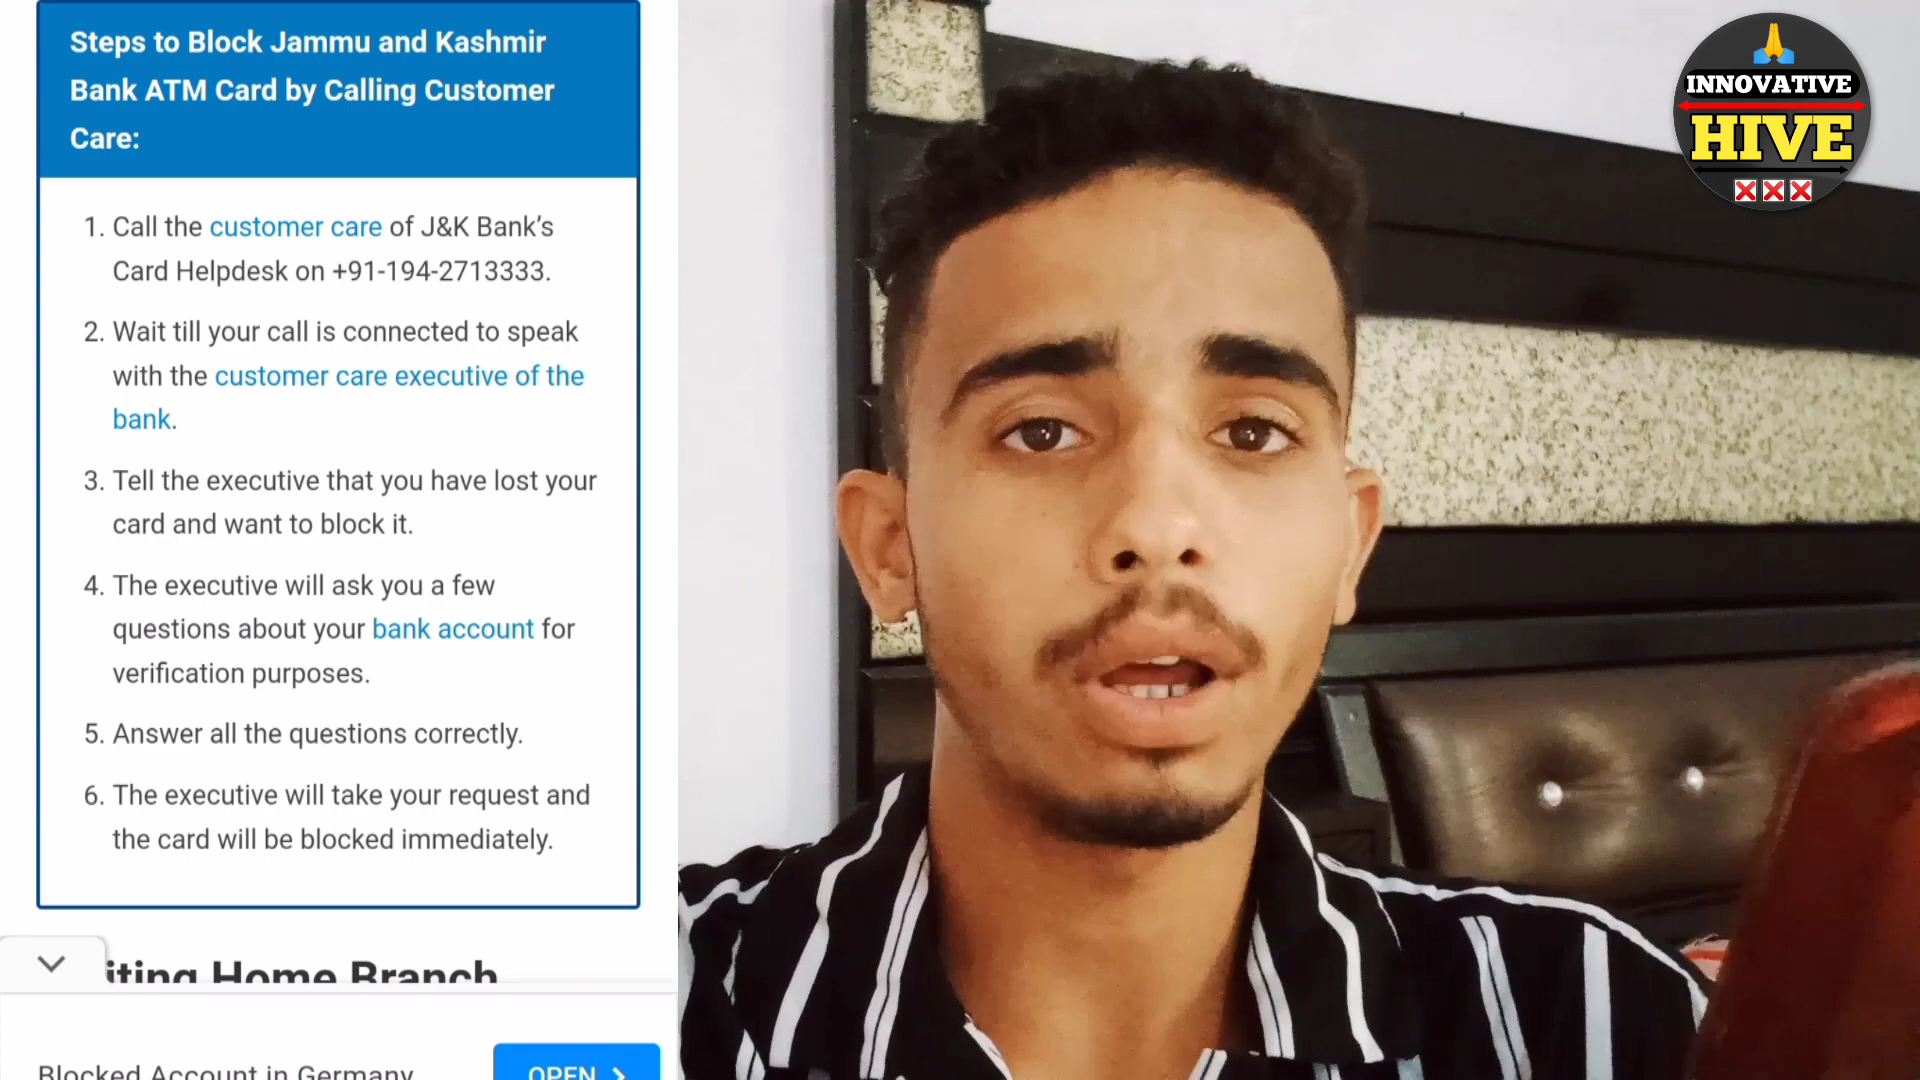 Steps to Block Jammu and Kashmir
Bank ATM Card by Calling Customer
Care:
1. Call the customer care of J&K Bank’s
Card Helpdesk on +91-194-2713333.
2. Wait till your call is connected to speak
with the customer care executive of the
bank.
3. Tell the executive that you have lost your
card and want to block it.
4. The executive will ask you a few
questions about your bank account for
verification purposes.
5. Answer all the questions correctly.
6. The executive will take your request and
the card will be blocked immediately.
iting Home Branch
Blocked Account in Germany
OPEN
INNOVATIVE
HIVE